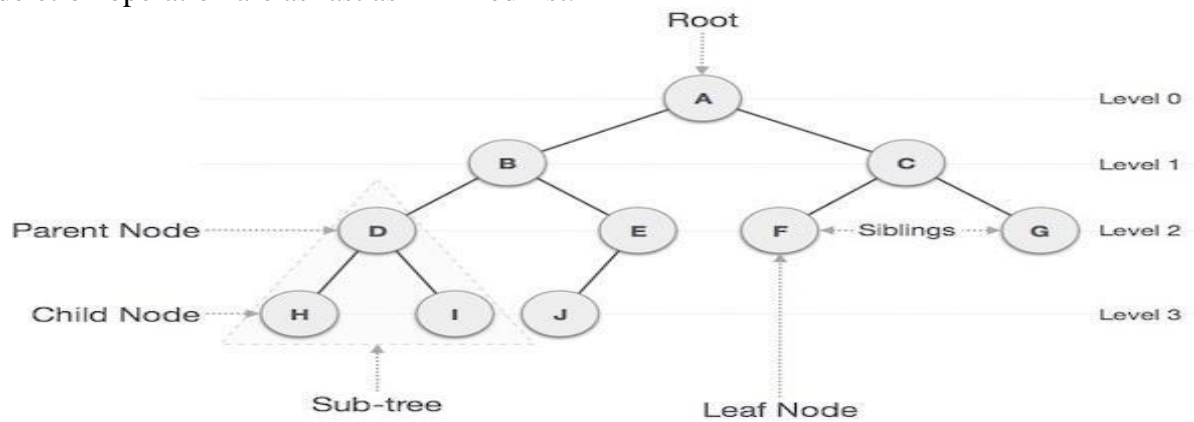 Root
A
Level 0
B
C
Level 1
Parent Node
D
E
F
Siblings
G
Level 2
Child Node
H
I
J
Level 3
Sub-tree
Leaf Node